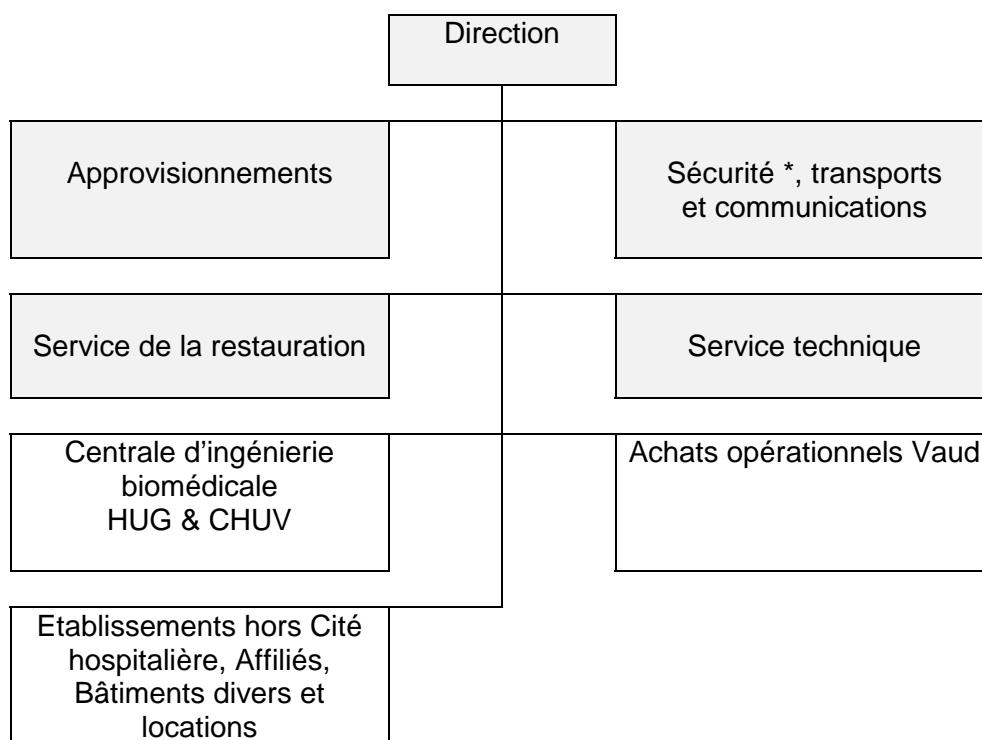 Direction
Approvisionnements
Sécurité *, transports
et communications
Service de la restauration
Service technique
Centrale d'ingénierie
biomédicale
HUG & CHUV
Achats opérationnels Vaud
Etablissements hors Cité
hospitalière, Affiliés,
Bâtiments divers et
locations